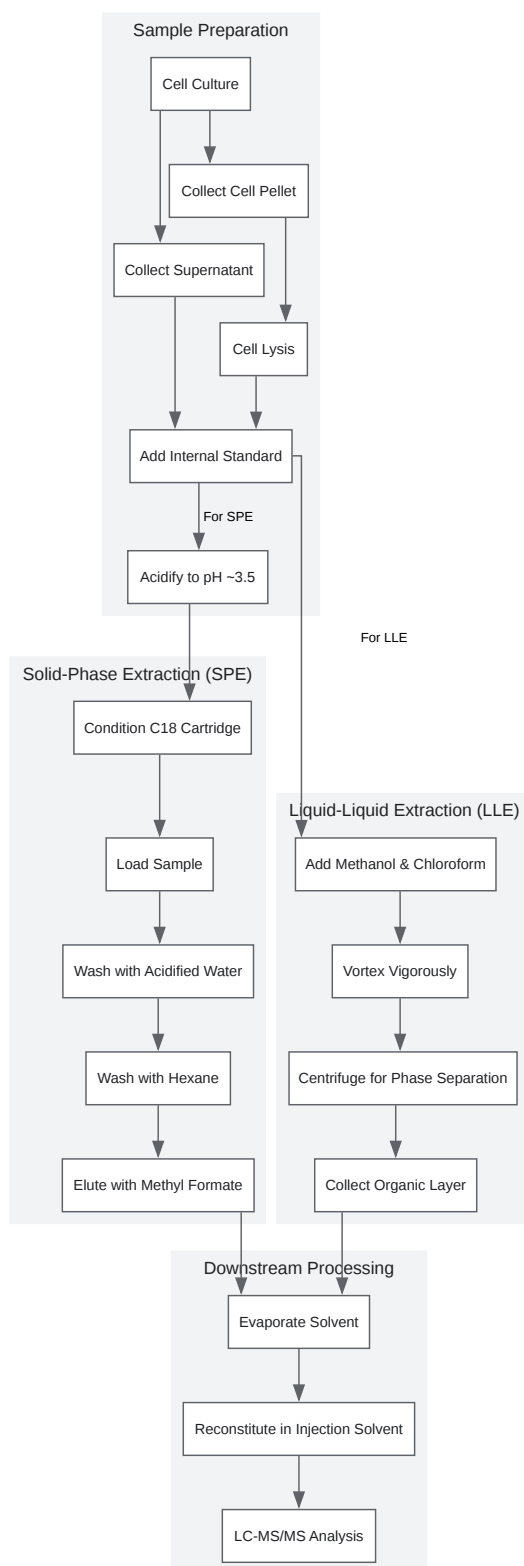 Sample Preparation
Cell Culture
Collect Cell Pellet
Collect Supernatant
Cell Lysis
Add Internal Standard
For SPE
Acidify to pH ~3.5
For LLE
Solid-Phase Extraction (SPE)
Condition C18 Cartridge
Load Sample
Wash with Acidified Water
Wash with Hexane
Elute with Methyl Formate
Liquid-Liquid Extraction (LLE)
Add Methanol & Chloroform
Vortex Vigorously
Centrifuge for Phase Separation
Collect Organic Layer
Downstream Processing
Evaporate Solvent
Reconstitute in Injection Solvent
LC-MS/MS Analysis